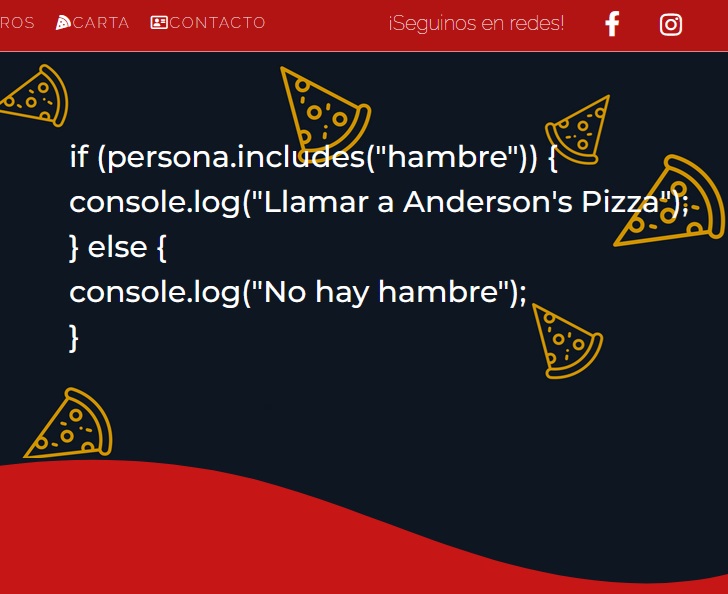 ROS CARTA CONTACTO ¡Seguinos en redes!
if (persona.includes("hambre")) {
console.log("Llamar a Anderson's Pizza");
} else {
console.log("No hay hambre");
}